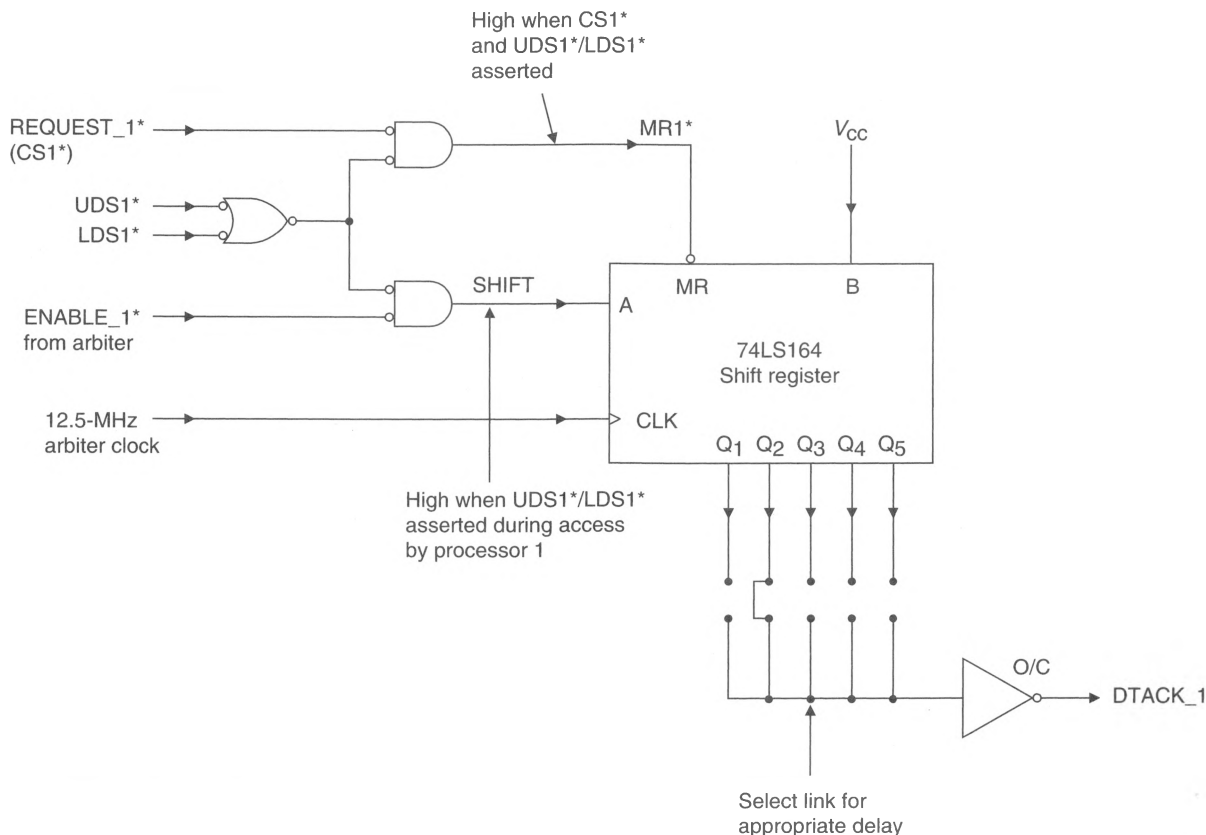 High when CS1*
and UDS1*/LDS1*
asserted
REQUEST_1*
(CS1*)
MR1*
VCC
UDS1*
LDS1*
SHIFT
MR
B
A
ENABLE_1*
from arbiter
74LS164
Shift register
12.5-MHz
arbiter clock
CLK
Q1 Q2 Q3 Q4 Q5
High when UDS1*/LDS1*
asserted during access
by processor 1
O/C
DTACK_1
Select link for
appropriate delay